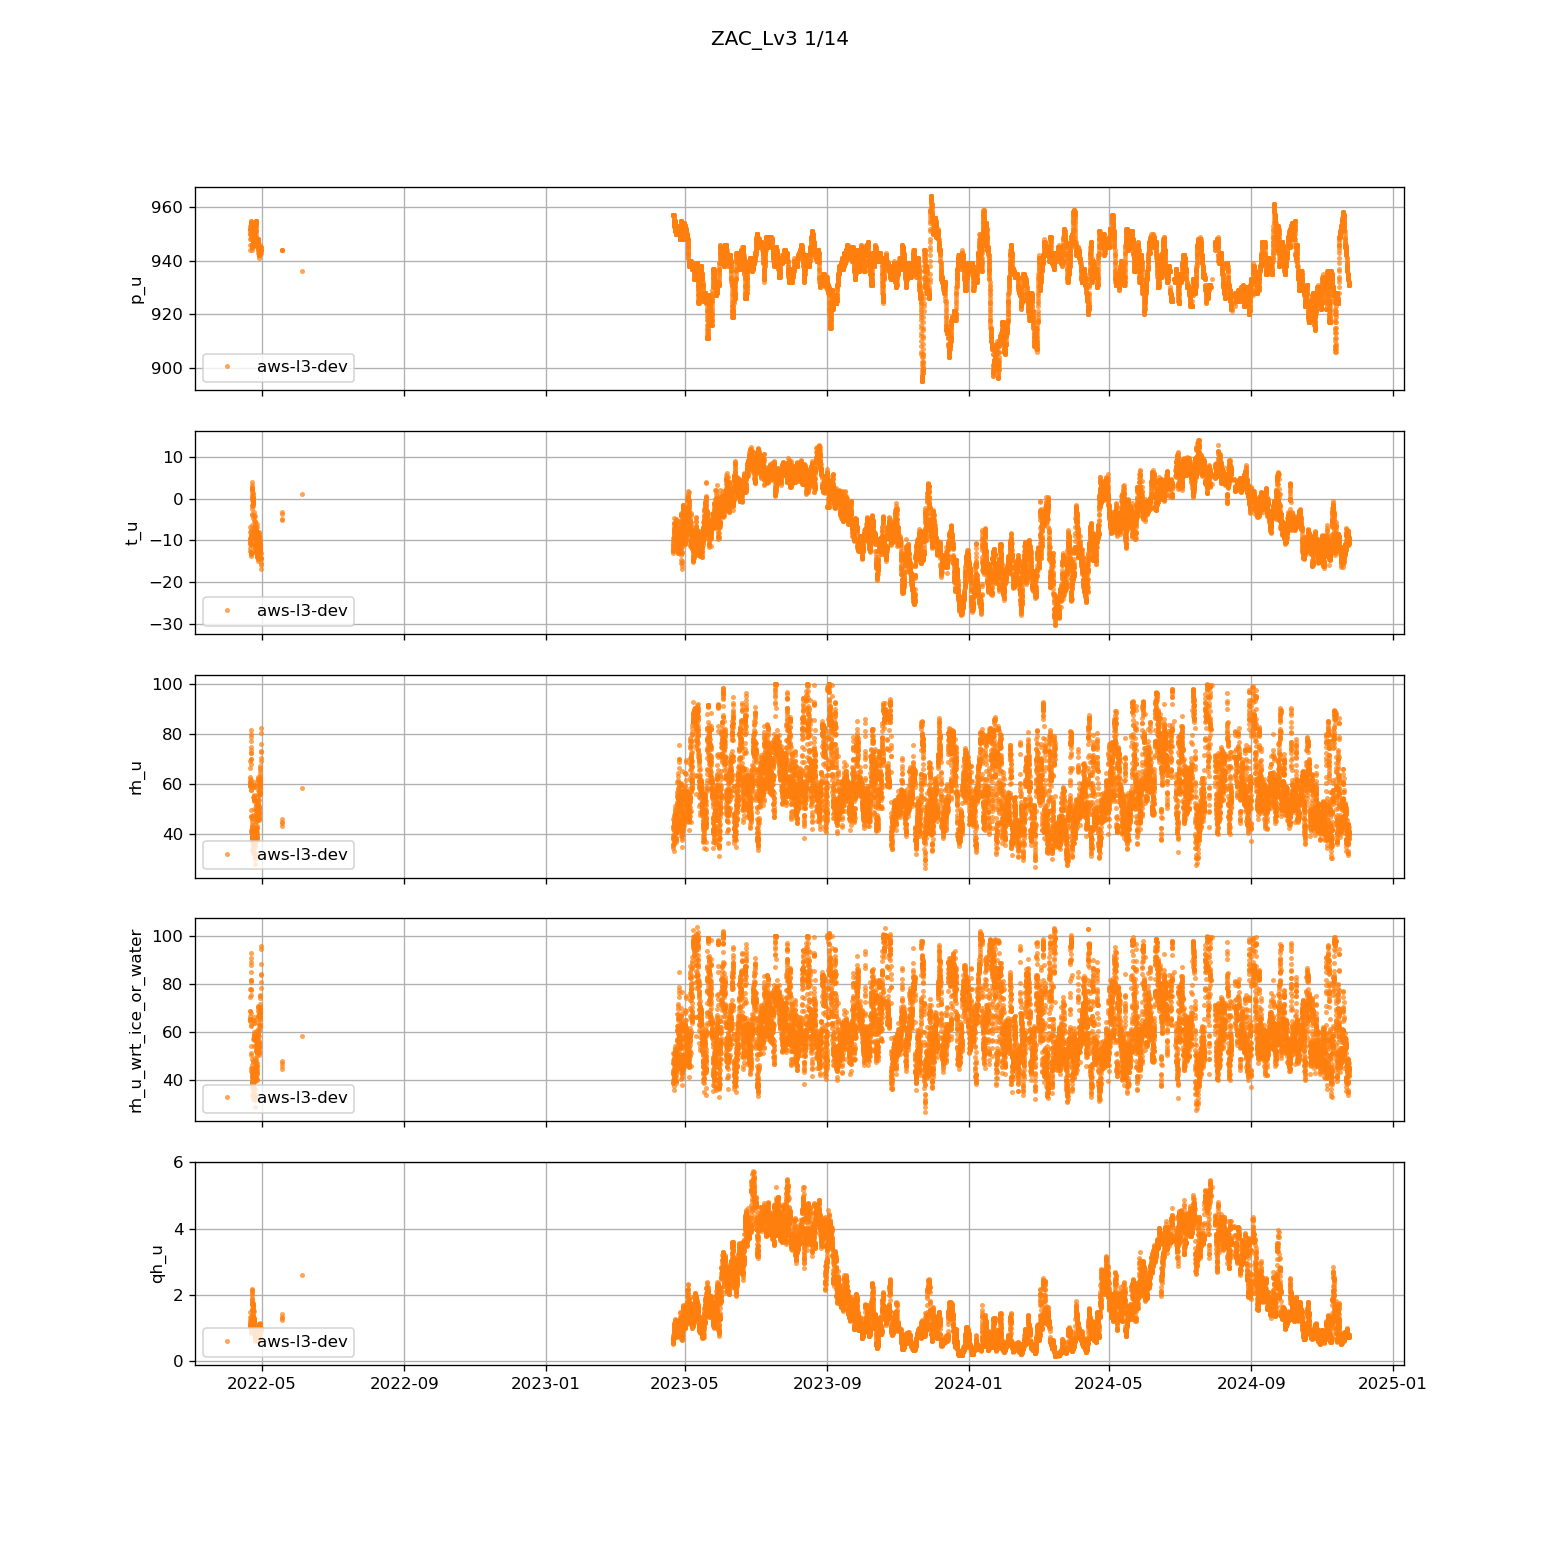 ZAC_Lv3 1/14
960
940
920
900
p_u
aws-l3-dev
10
0
−10
−20
−30
t_u
aws-l3-dev
100
80
60
40
rh_u
aws-l3-dev
100
80
60
40
rh_u_wrt_ice_or_water
aws-l3-dev
6
4
2
0
qh_u
aws-l3-dev
2022-05 2022-09 2023-01 2023-05 2023-09 2024-01 2024-05 2024-09 2025-01